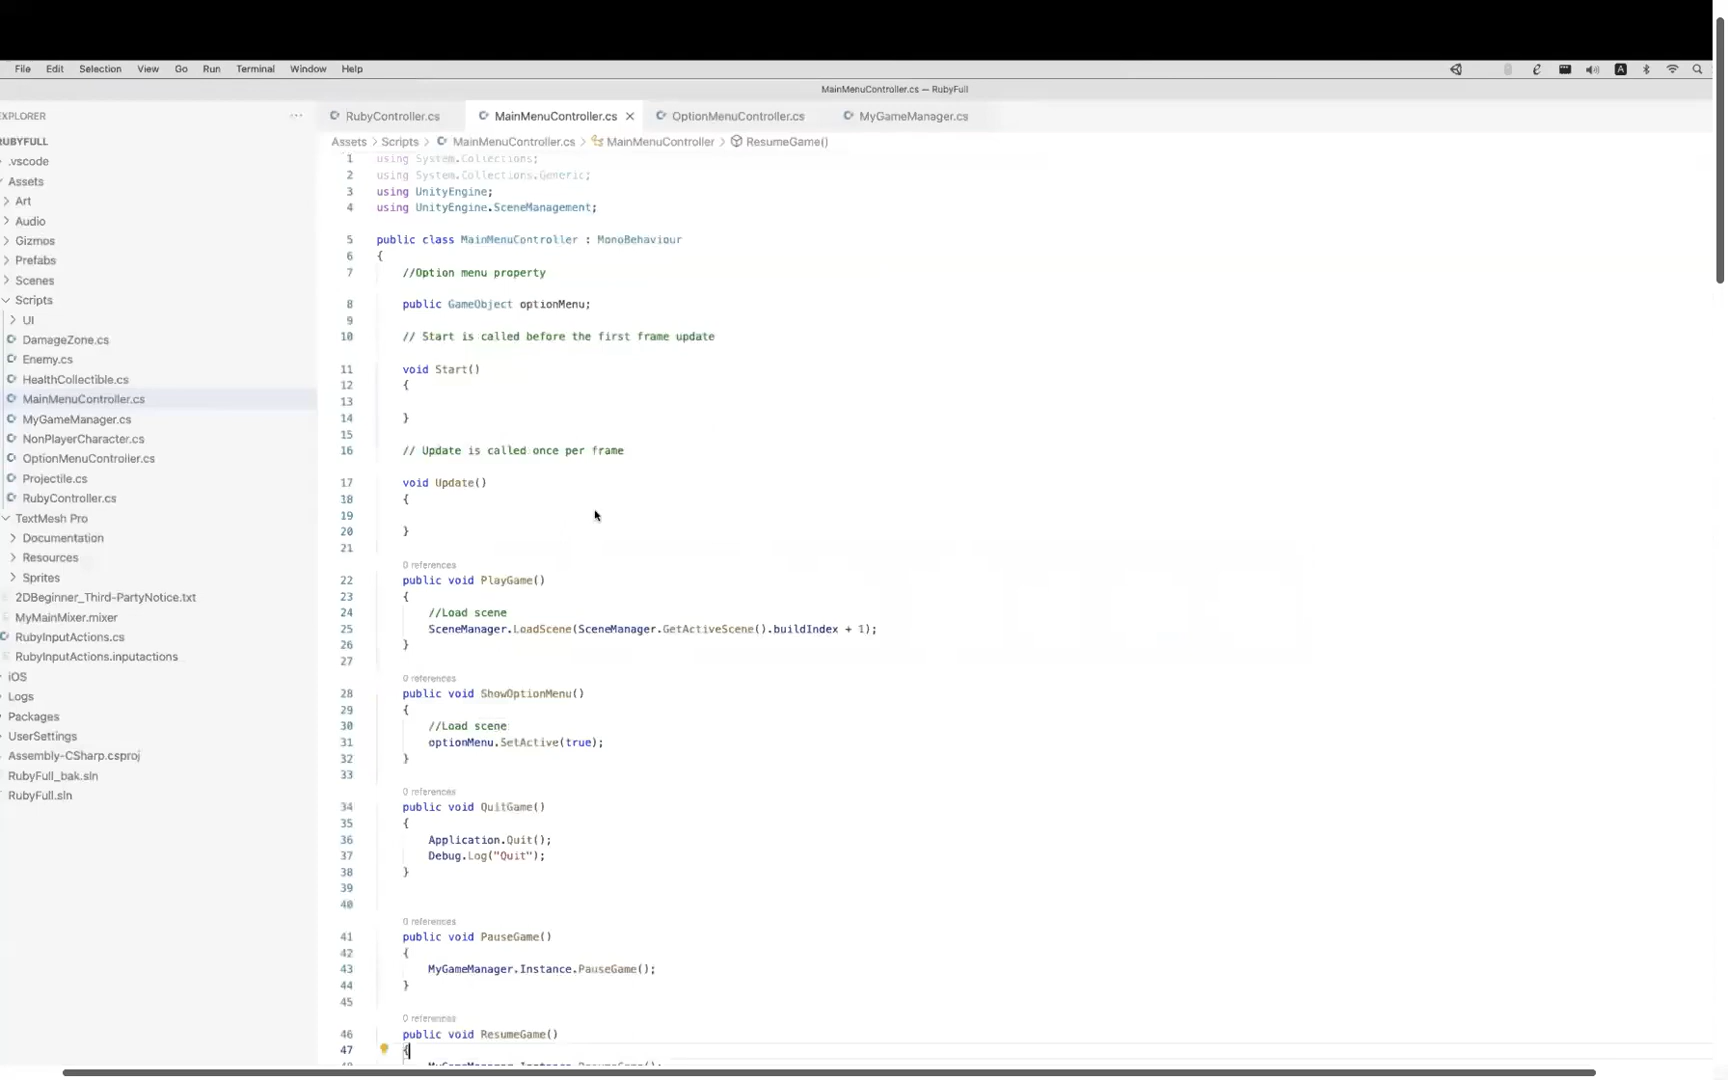 File Edit Selection View Go Run Terminal Window Help
A
MainMenuController.cs — RubyFull
EXPLORER ...
RUBYFULL
.vscode
Assets
Art
Audio
Gizmos
Prefabs
Scenes
Scripts
UI
DamageZone.cs
Enemy.cs
HealthCollectible.cs
MainMenuController.cs
MyGameManager.cs
NonPlayerCharacter.cs
OptionMenuController.cs
Projectile.cs
RubyController.cs
TextMesh Pro
Documentation
Resources
Sprites
2DBeginner_Third-PartyNotice.txt
MyMainMixer.mixer
RubyInputActions.cs
RubyInputActions.inputactions
iOS
Logs
Packages
UserSettings
Assembly-CSharp.csproj
RubyFull_bak.sln
RubyFull.sln
RubyController.cs MainMenuController.cs × OptionMenuController.cs MyGameManager.cs
Assets > Scripts > MainMenuController.cs > MainMenuController > ResumeGame()
1 using System.Collections;
2 using System.Collections.Generic;
3 using UnityEngine;
4 using UnityEngine.SceneManagement;
5 public class MainMenuController : MonoBehaviour
6 {
7 //Option menu property
8 public GameObject optionMenu;
9
10 // Start is called before the first frame update
11 void Start()
12 {
13
14 }
15
16 // Update is called once per frame
17 void Update()
18 {
19
20 }
21
0 references
22 public void PlayGame()
23 {
24 //Load scene
25 SceneManager.LoadScene(SceneManager.GetActiveScene().buildIndex + 1);
26 }
27
0 references
28 public void ShowOptionMenu()
29 {
30 //Load scene
31 optionMenu.SetActive(true);
32 }
33
0 references
34 public void QuitGame()
35 {
36 Application.Quit();
37 Debug.Log("Quit");
38 }
39
40
0 references
41 public void PauseGame()
42 {
43 MyGameManager.Instance.PauseGame();
44 }
45
0 references
46 public void ResumeGame()
47 {